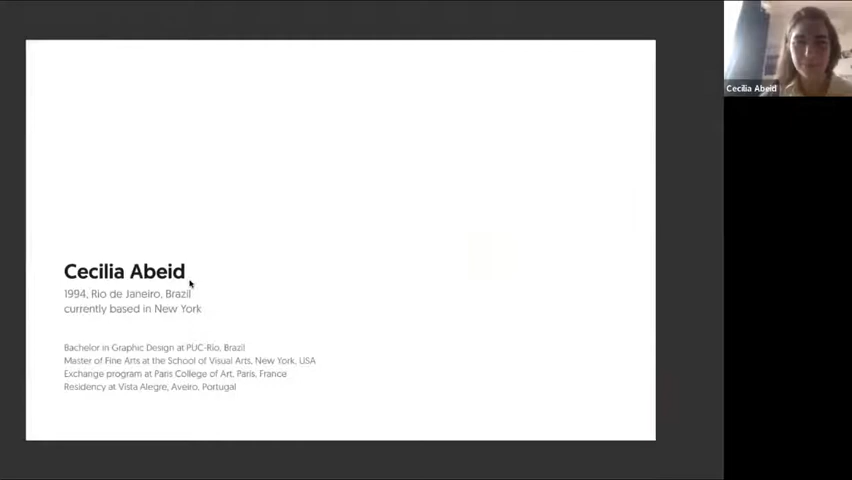 Cecilia Abeid
1994, Rio de Janeiro, Brazil
currently based in New York
Bachelor in Graphic Design at PUC-Rio, Brazil
Master of Fine Arts at the School of Visual Arts, New York, USA
Exchange program at Paris College of Art, Paris, France
Residency at Vista Alegre, Aveiro, Portugal
Cecilia Abeid